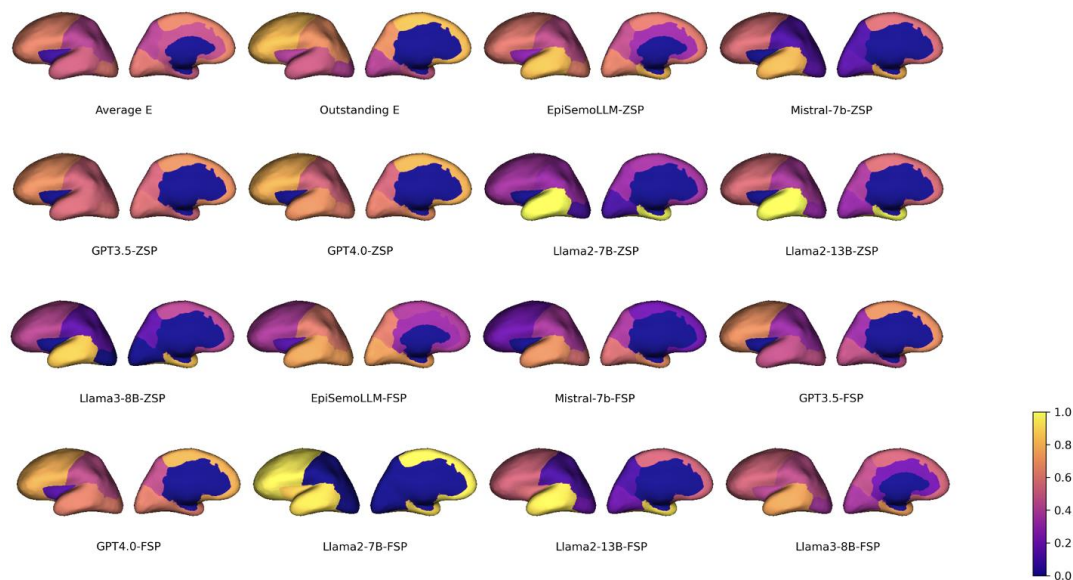 Average E
Outstanding E
EpiSemoLLM-ZSP
Mistral-7b-ZSP
GPT3.5-ZSP
GPT4.0-ZSP
Llama2-7B-ZSP
Llama2-13B-ZSP
Llama3-8B-ZSP
EpiSemoLLM-FSP
Mistral-7b-FSP
GPT3.5-FSP
GPT4.0-FSP
Llama2-7B-FSP
Llama2-13B-FSP
Llama3-8B-FSP
1.0
0.8
0.6
0.4
0.2
0.0